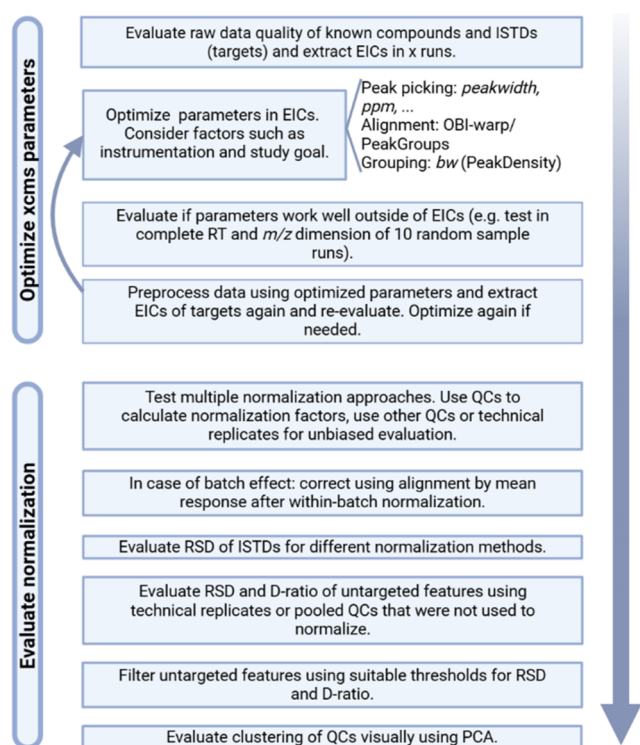 Optimize xcms parameters
Evaluate raw data quality of known compounds and ISTDs
(targets) and extract EICs in x runs.
Optimize parameters in EICs.
Consider factors such as
instrumentation and study goal.
Peak picking: peakwidth,
ppm, ...
Alignment: OBI-warp/
PeakGroups
Grouping: bw (PeakDensity)
Evaluate if parameters work well outside of EICs (e.g. test in
complete RT and m/z dimension of 10 random sample
runs).
Preprocess data using optimized parameters and extract
EICs of targets again and re-evaluate. Optimize again if
needed.
Evaluate normalization
Test multiple normalization approaches. Use QCs to
calculate normalization factors, use other QCs or technical
replicates for unbiased evaluation.
In case of batch effect: correct using alignment by mean
response after within-batch normalization.
Evaluate RSD of ISTDs for different normalization methods.
Evaluate RSD and D-ratio of untargeted features using
technical replicates or pooled QCs that were not used to
normalize.
Filter untargeted features using suitable thresholds for RSD
and D-ratio.
Evaluate clustering of QCs visually using PCA.